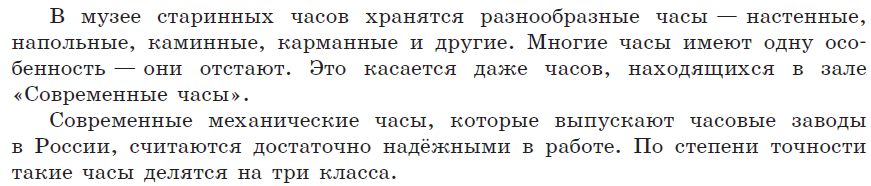 В музее старинных часов хранятся разнообразные часы — настенные,
напольные, каминные, карманные и другие. Многие часы имеют одну осо-
бенность — они отстают. Это касается даже часов, находящихся в зале
«Современные часы».
Современные механические часы, которые выпускают часовые заводы
в России, считаются достаточно надёжными в работе. По степени точности
такие часы делятся на три класса.